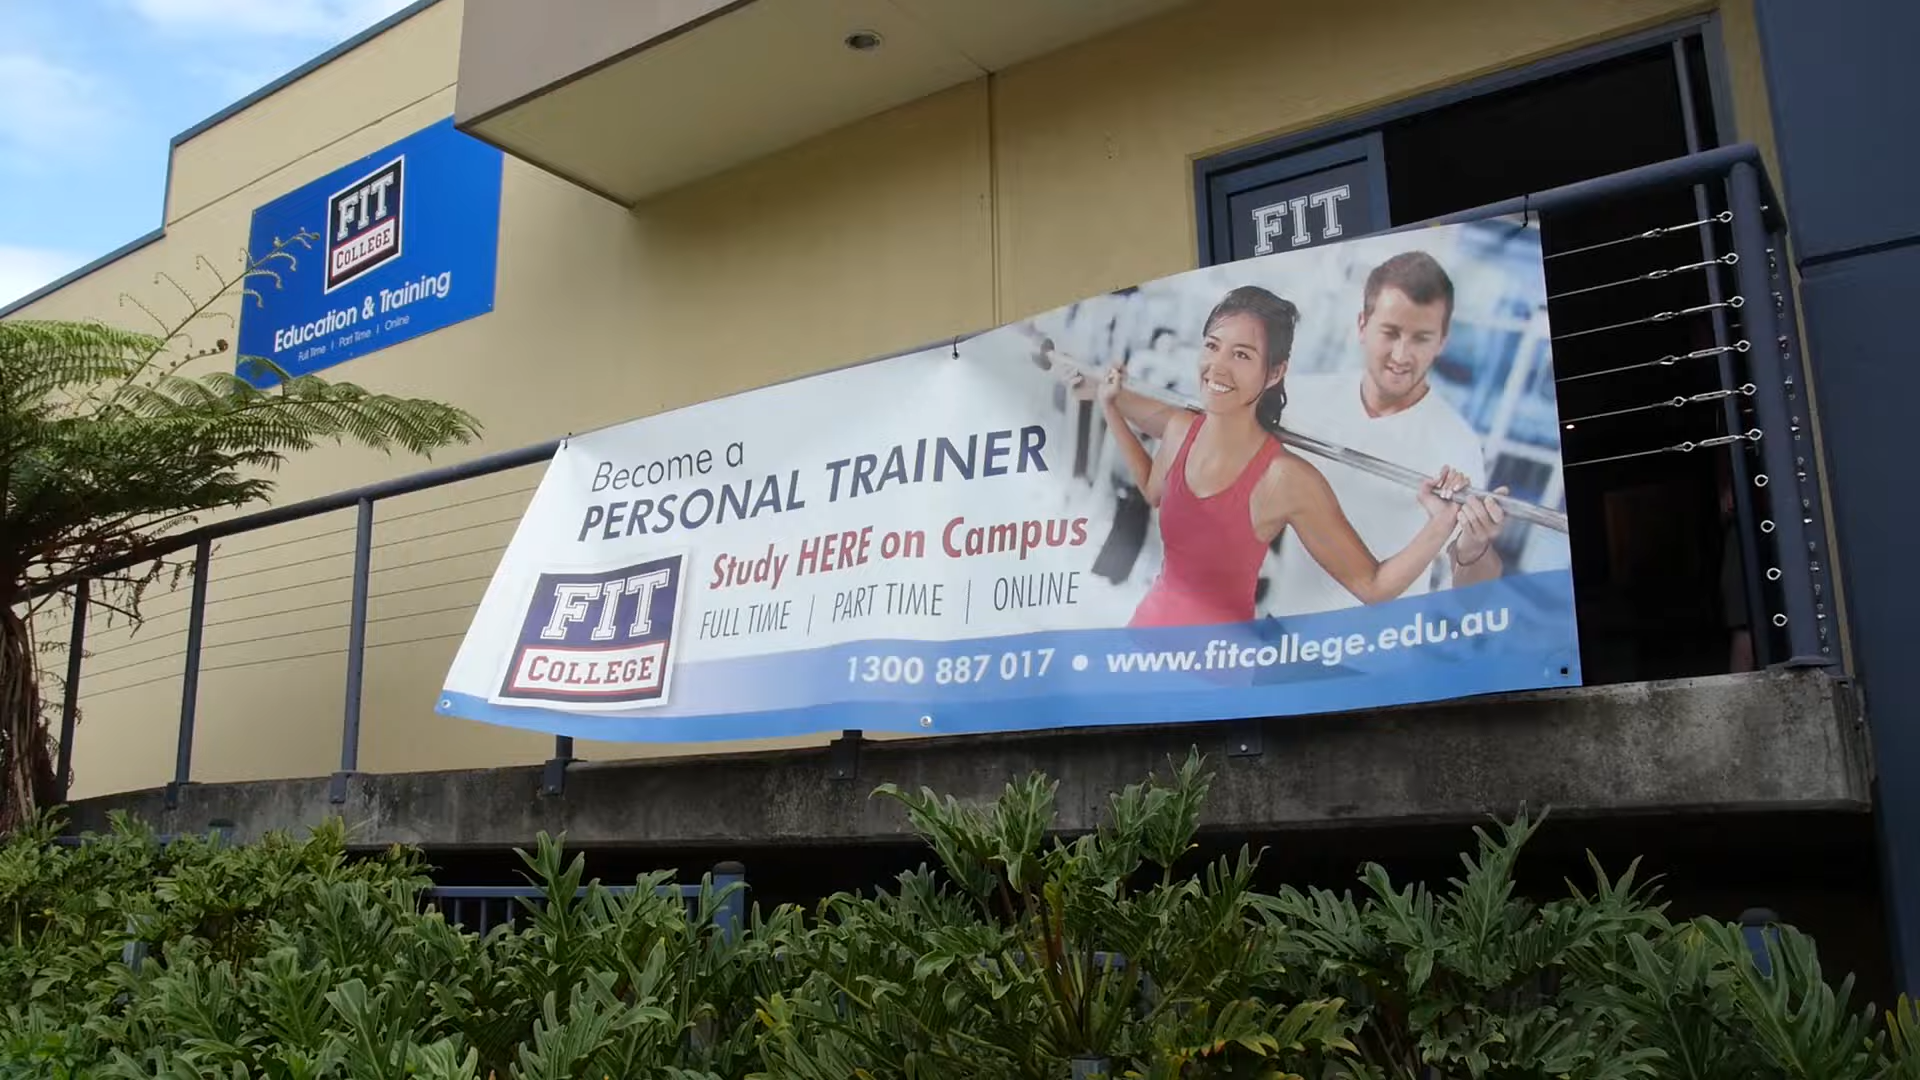 FIT
COLLEGE
Education & Training
Full Time | Part Time | Online
FIT
Become a
PERSONAL TRAINER
Study HERE on Campus
FULL TIME | PART TIME | ONLINE
FIT
COLLEGE
1300 887 017 • www.fitcollege.edu.au